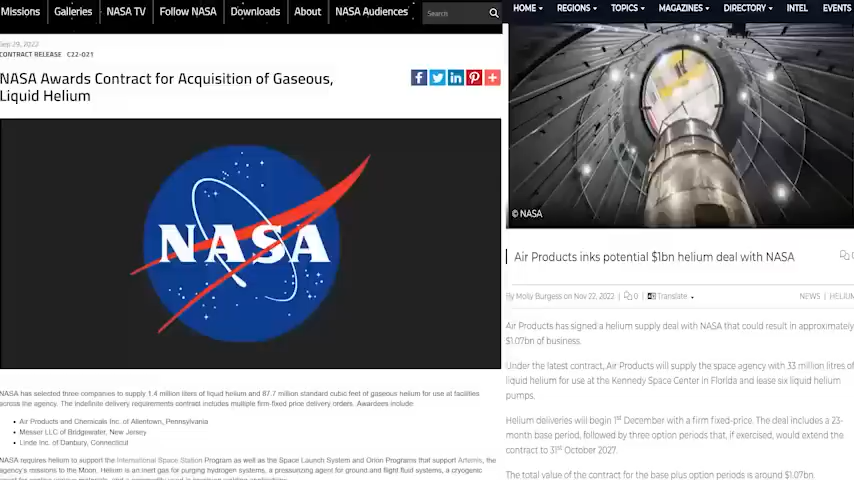 Missions Galleries NASA TV Follow NASA Downloads About NASA Audiences
Search
Sep 29, 2022
CONTRACT RELEASE C22-021
NASA Awards Contract for Acquisition of Gaseous,
Liquid Helium
NASA
NASA has selected three companies to supply 1.4 million liters of liquid helium and 87.7 million standard cubic feet of gaseous helium for use at facilities
across the agency. The indefinite delivery requirements contract includes multiple firm-fixed price delivery orders. Awardees include:
Air Products and Chemicals Inc. of Allentown, Pennsylvania
Messer LLC of Bridgewater, New Jersey
Linde Inc. of Danbury, Connecticut
NASA requires helium to support the International Space Station Program as well as the Space Launch System and Orion Programs that support Artemis, the
agency's missions to the Moon. Helium is an inert gas for purging hydrogen systems, a pressurizing agent for ground and flight fluid systems, a cryogenic
HOME REGIONS TOPICS MAGAZINES DIRECTORY INTEL EVENTS
© NASA
Air Products inks potential $1bn helium deal with NASA
0
By Molly Burgess on Nov 22, 2022 | 0 | Translate
NEWS | HELIUM
Air Products has signed a helium supply deal with NASA that could result in approximately
$1.07bn of business.
Under the latest contract, Air Products will supply the space agency with 33 million litres of
liquid helium for use at the Kennedy Space Center in Florida and lease six liquid helium
pumps.
Helium deliveries will begin 1st December with a firm fixed-price. The deal includes a 23-
month base period, followed by three option periods that, if exercised, would extend the
contract to 31st October 2027.
The total value of the contract for the base plus option periods is around $1.07bn.